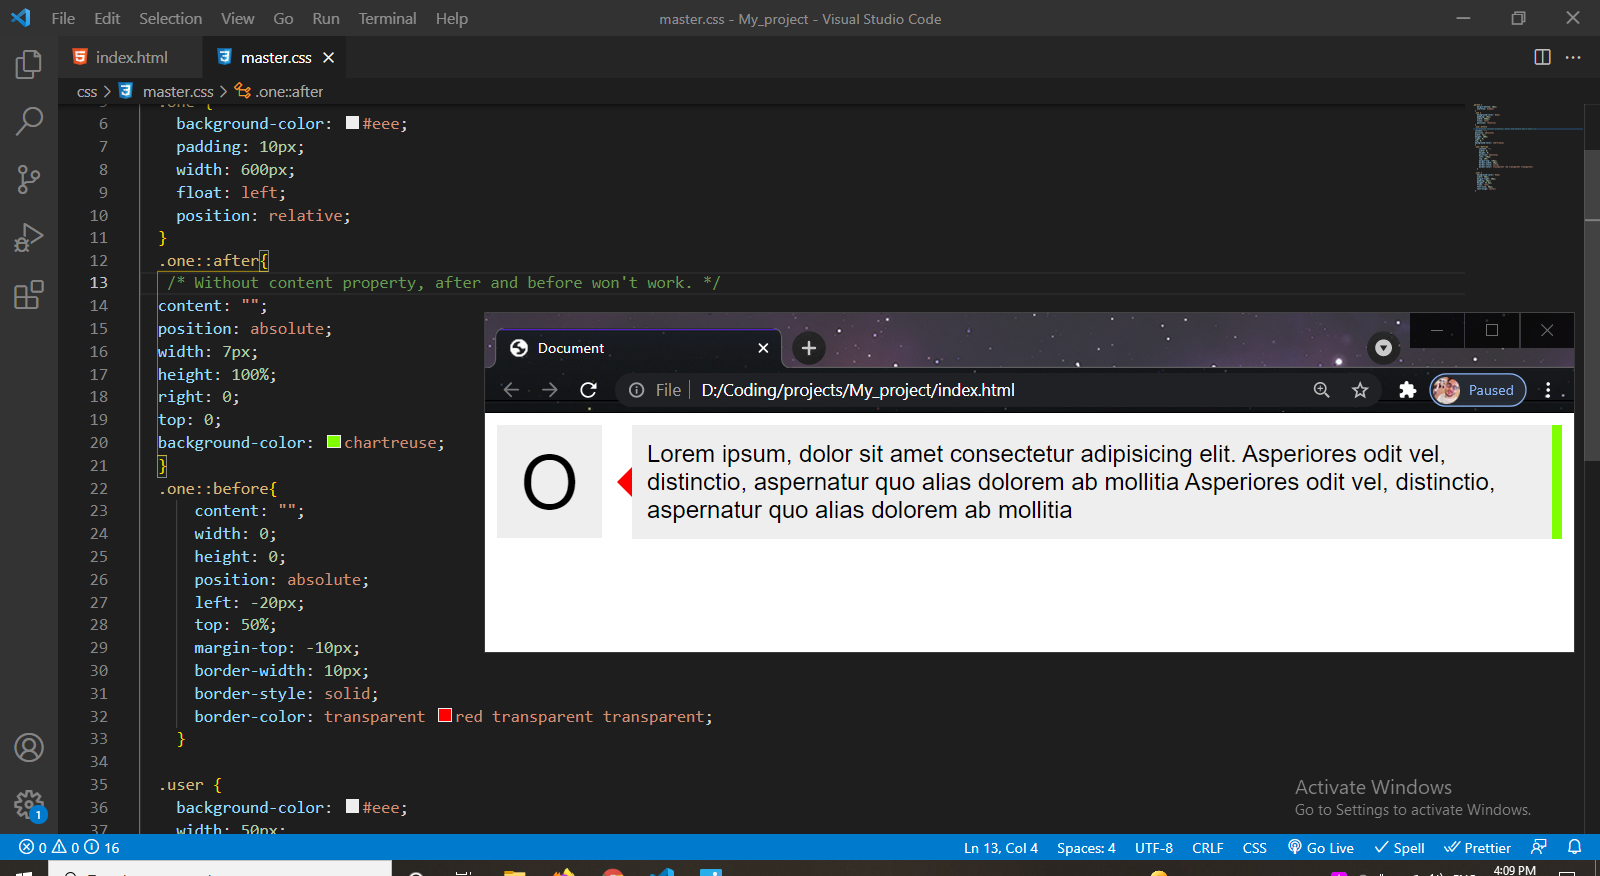 File Edit Selection View Go Run Terminal Help
master.css - My_project - Visual Studio Code
index.html
master.css
css > master.css > .one::after
6 background-color: #eee;
7 padding: 10px;
8 width: 600px;
9 float: left;
10 position: relative;
11 }
12 .one::after{
13 /* Without content property, after and before won't work. */
14 content: "";
15 position: absolute;
16 width: 7px;
17 height: 100%;
18 right: 0;
19 top: 0;
20 background-color: chartreuse;
21 }
22 .one::before{
23 content: "";
24 width: 0;
25 height: 0;
26 position: absolute;
27 left: -20px;
28 top: 50%;
29 margin-top: -10px;
30 border-width: 10px;
31 border-style: solid;
32 border-color: transparent red transparent transparent;
33 }
34
35 .user {
36 background-color: #eee;
37 width: 50px;
Document
File D:/Coding/projects/My_project/index.html
Paused
O
Lorem ipsum, dolor sit amet consectetur adipisicing elit. Asperiores odit vel,
distinctio, aspernatur quo alias dolorem ab mollitia Asperiores odit vel, distinctio,
aspernatur quo alias dolorem ab mollitia
Activate Windows
Go to Settings to activate Windows.
1
0 0 16
Ln 13, Col 4 Spaces: 4 UTF-8 CRLF CSS Go Live Spell Prettier
4:09 PM